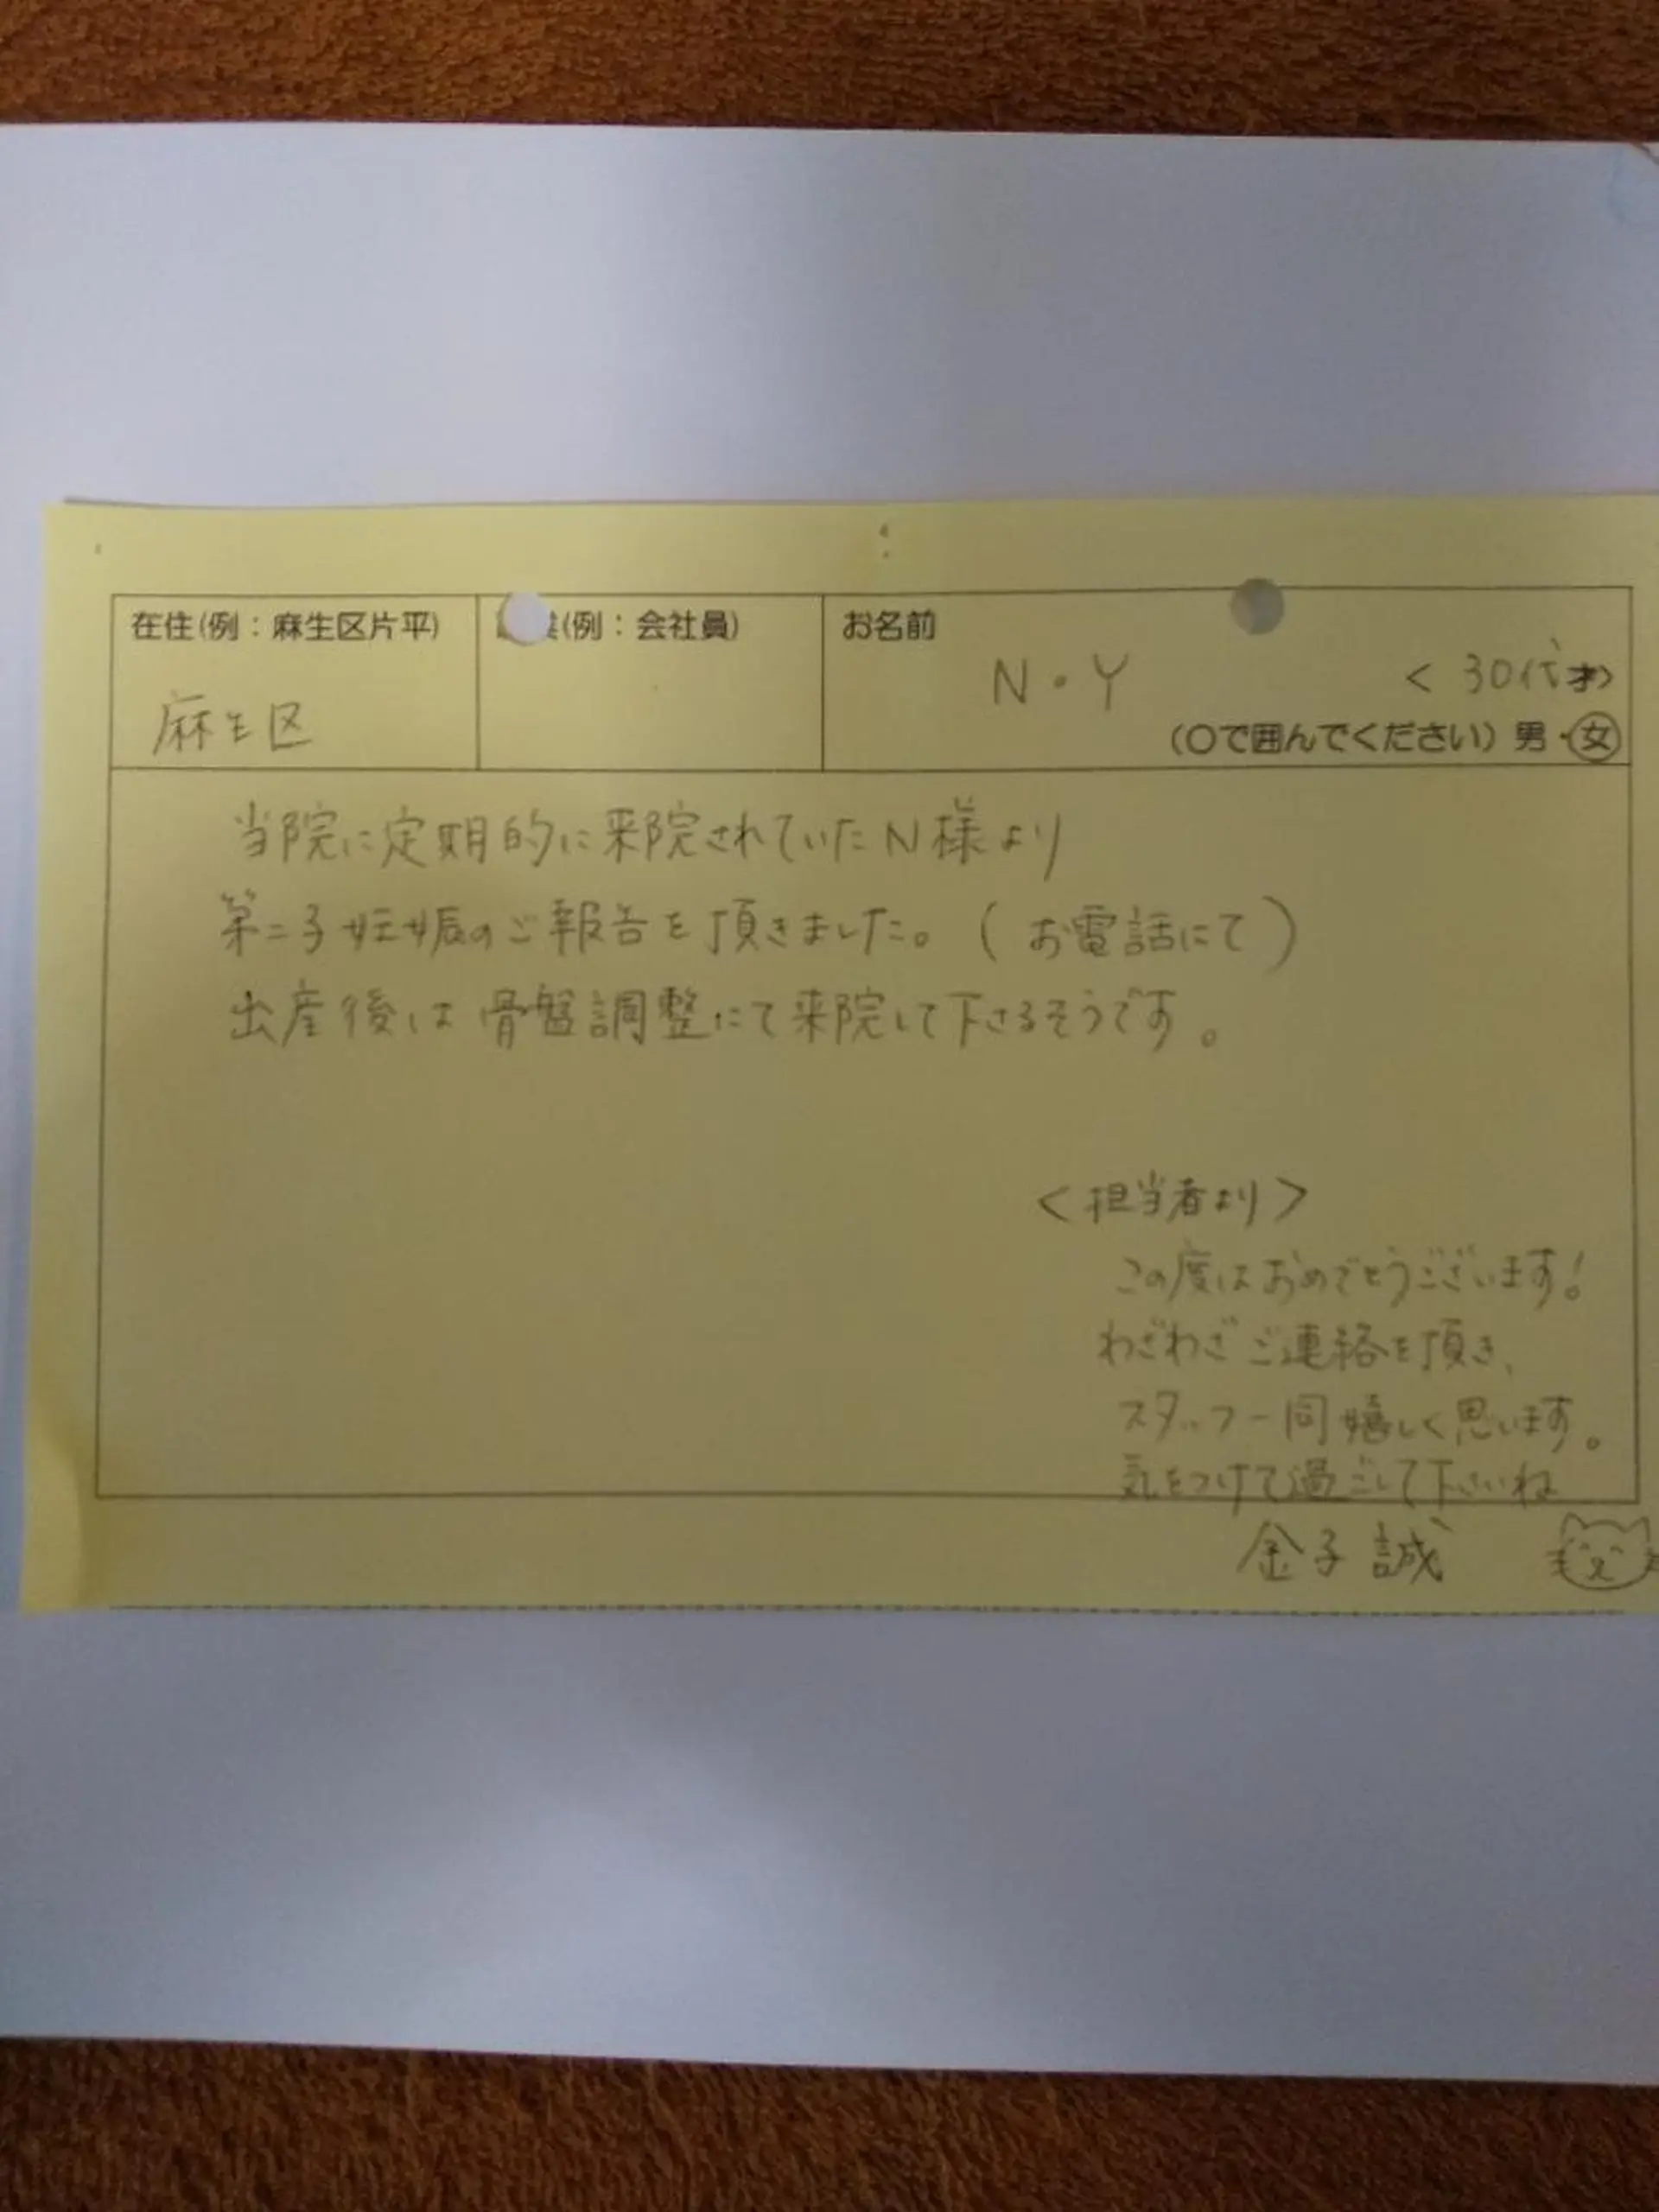 在住(例：麻生区片平)
(例：会社員)
お名前
麻生区
N・Y
< 30代才>
(○で囲んでください) 男・女
当院に定期的に来院されていたN様より
第二子妊娠のご報告を頂きました。(お電話にて)
出産後は骨盤調整にて来院して下さるそうです。
<担当者より>
この度はおめでとうございます!
わざわざご連絡を頂き、
スタッフ一同嬉しく思います。
気をつけて過ごして下さいね
金子誠